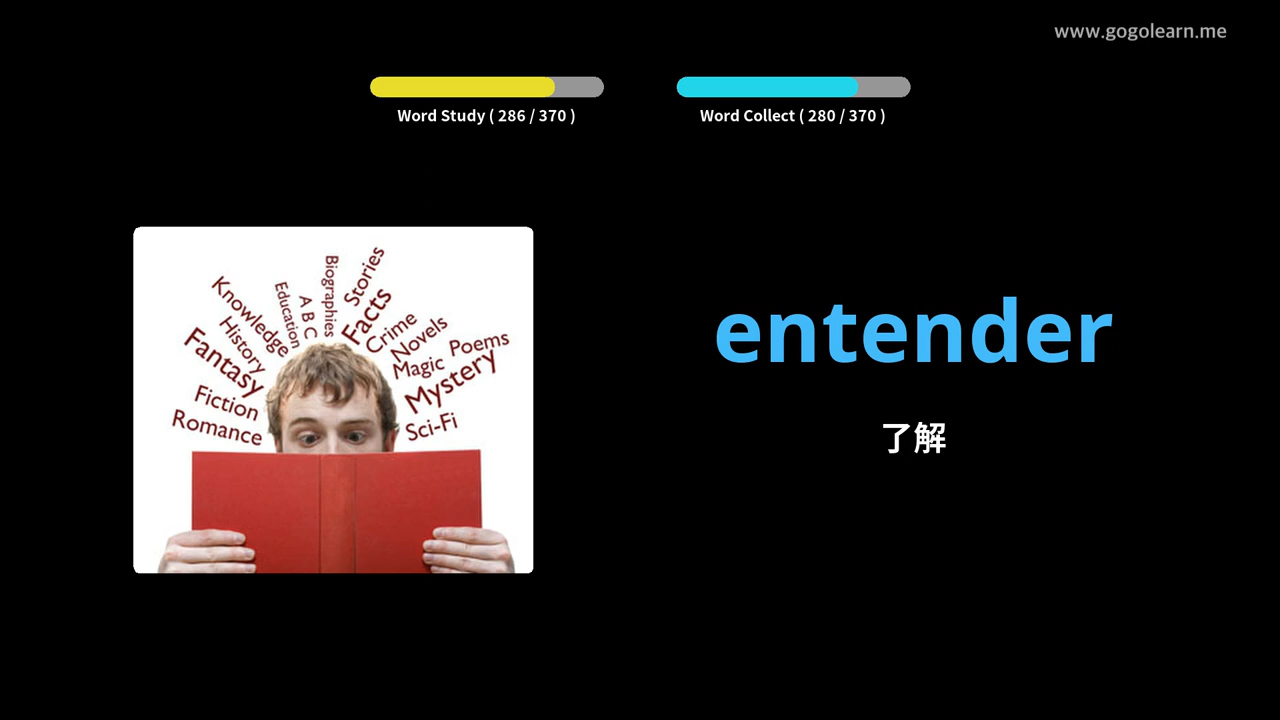 www.gogolearn.me
Word Study ( 286 / 370 )
Word Collect ( 280 / 370 )
Biographies
Stories
Education
A B C
Facts
Knowledge
History
Crime
Novels
Fantasy
Magic
Poems
Mystery
Fiction
Romance
Sci-Fi
entender
了解